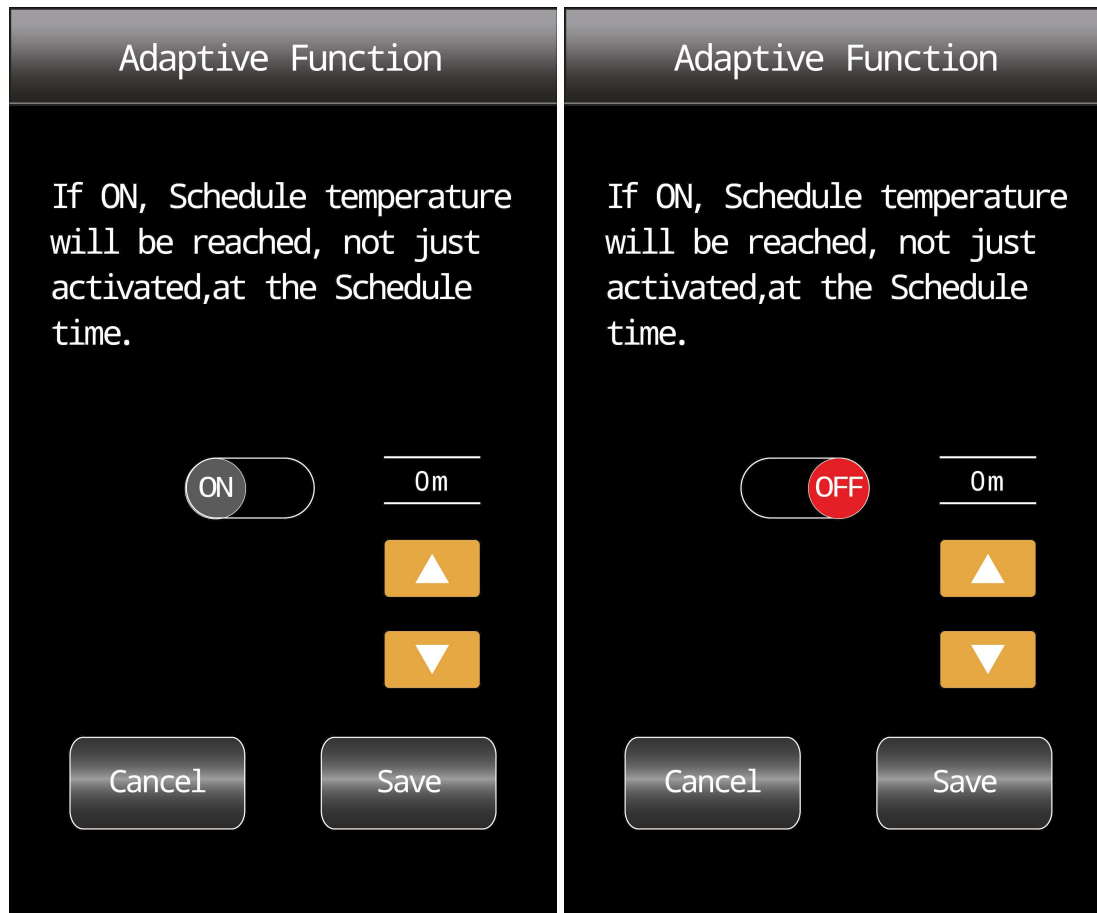 Adaptive Function
If ON, Schedule temperature
will be reached, not just
activated,at the Schedule
time.
ON
0m
Cancel
Save
Adaptive Function
If ON, Schedule temperature
will be reached, not just
activated,at the Schedule
time.
OFF
0m
Cancel
Save